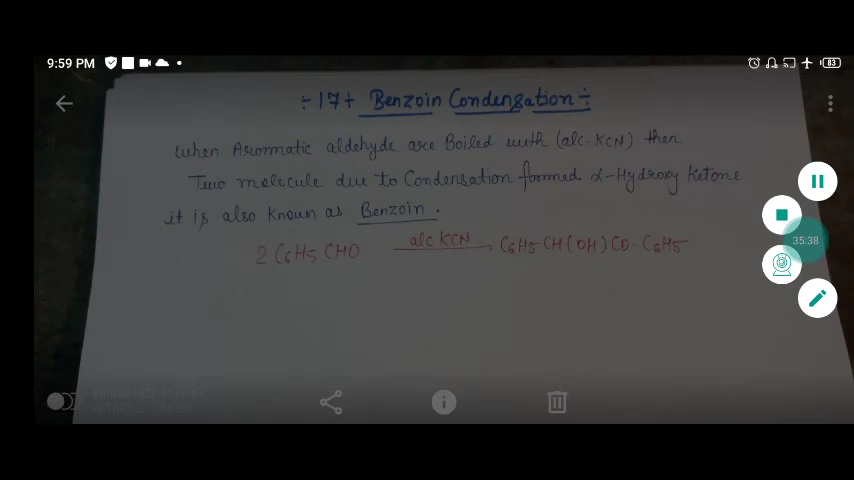 9:59 PM
83
÷17+ Benzoin Condensation ÷
When Arormatic aldehyde are Boiled with (alc. KCN) then
Two molecule due to Condensation formed α-Hydroxy Ketone
it is also known as Benzoin.
2 C6H5 CHO alc KCN C6H5 CH(OH) CO. C6H5
35:38